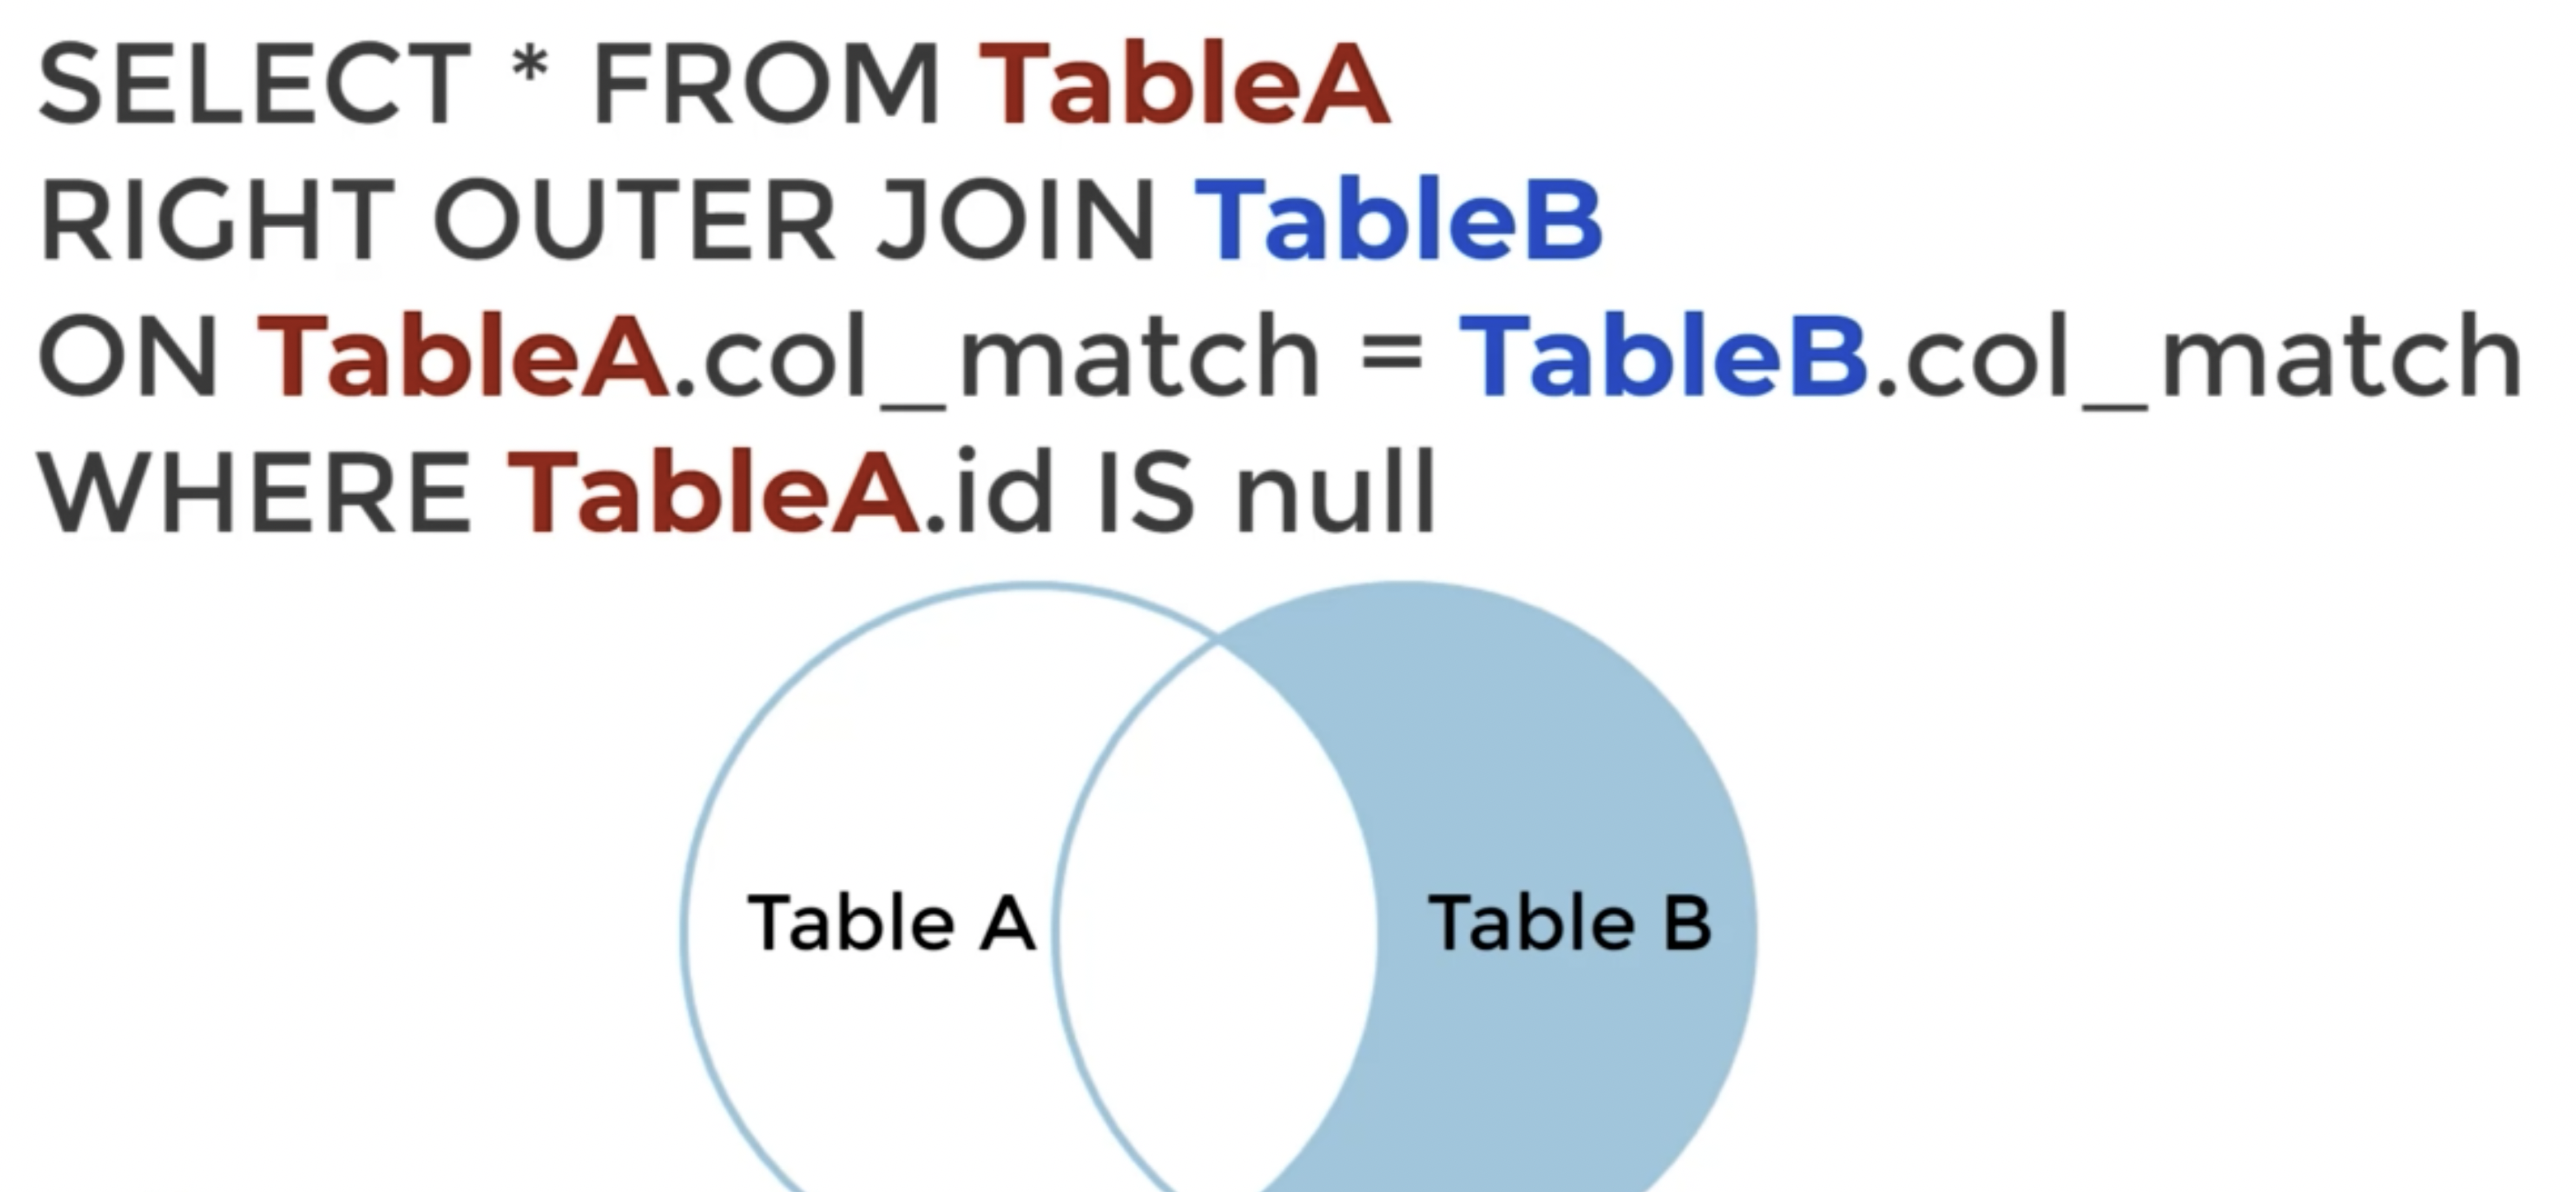 SELECT * FROM TableA
RIGHT OUTER JOIN TableB
ON TableA.col_match = TableB.col_match
WHERE TableA.id IS null
Table A
Table B